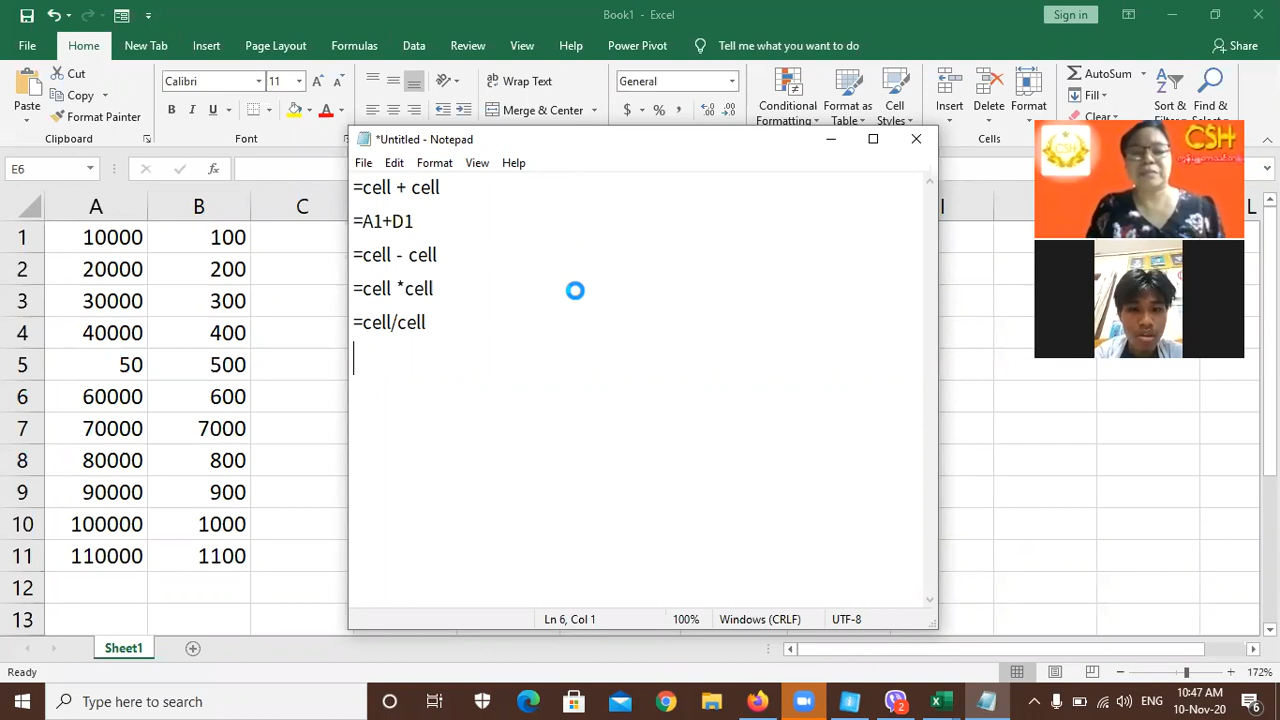 Book1 - Excel
Sign in
File
Home
New Tab
Insert
Page Layout
Formulas
Data
Review
View
Help
Power Pivot
Tell me what you want to do
Share
Paste
Cut
Copy
Format Painter
Clipboard
Calibri
11
B I U
Wrap Text
Merge & Center
General
$ % ,
Conditional
Formatting
Format as
Table
Cell
Styles
Insert
Delete
Format
Cells
AutoSum
Fill
Clear
Sort &
Find &
E6
fx
*Untitled - Notepad
File Edit Format View Help
=cell + cell
=A1+D1
=cell - cell
=cell *cell
=cell/cell
Ln 6, Col 1
100%
Windows (CRLF)
UTF-8
CSH
CSH
A B C I L
1 10000 100
2 20000 200
3 30000 300
4 40000 400
5 50 500
6 60000 600
7 70000 7000
8 80000 800
9 90000 900
10 100000 1000
11 110000 1100
12
13
Sheet1
Ready
172%
Type here to search
2
ENG
10:47 AM
10-Nov-20
6